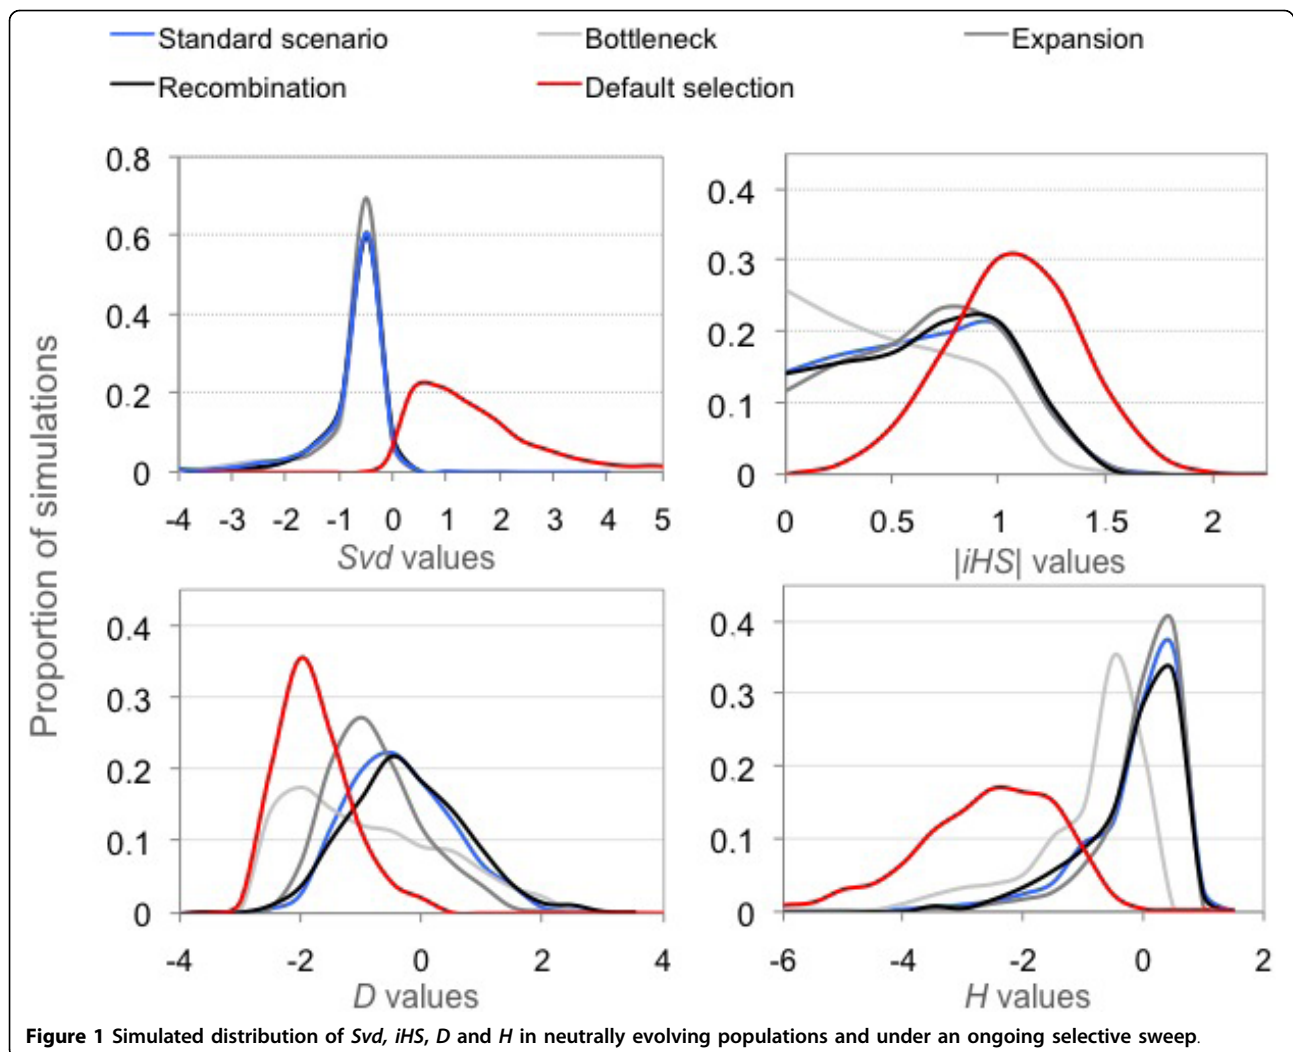 Standard scenario Bottleneck Expansion
Recombination Default selection
Proportion of simulations
0.8
0.6
0.4
0.2
0
-4 -3 -2 -1 0 1 2 3 4 5
Svd values
0.4
0.3
0.2
0.1
0
0 0.5 1 1.5 2
|iHS| values
0.4
0.3
0.2
0.1
0
-4 -2 0 2 4
D values
0.4
0.3
0.2
0.1
0
-6 -4 -2 0 2
H values
Figure 1 Simulated distribution of Svd, iHS, D and H in neutrally evolving populations and under an ongoing selective sweep.